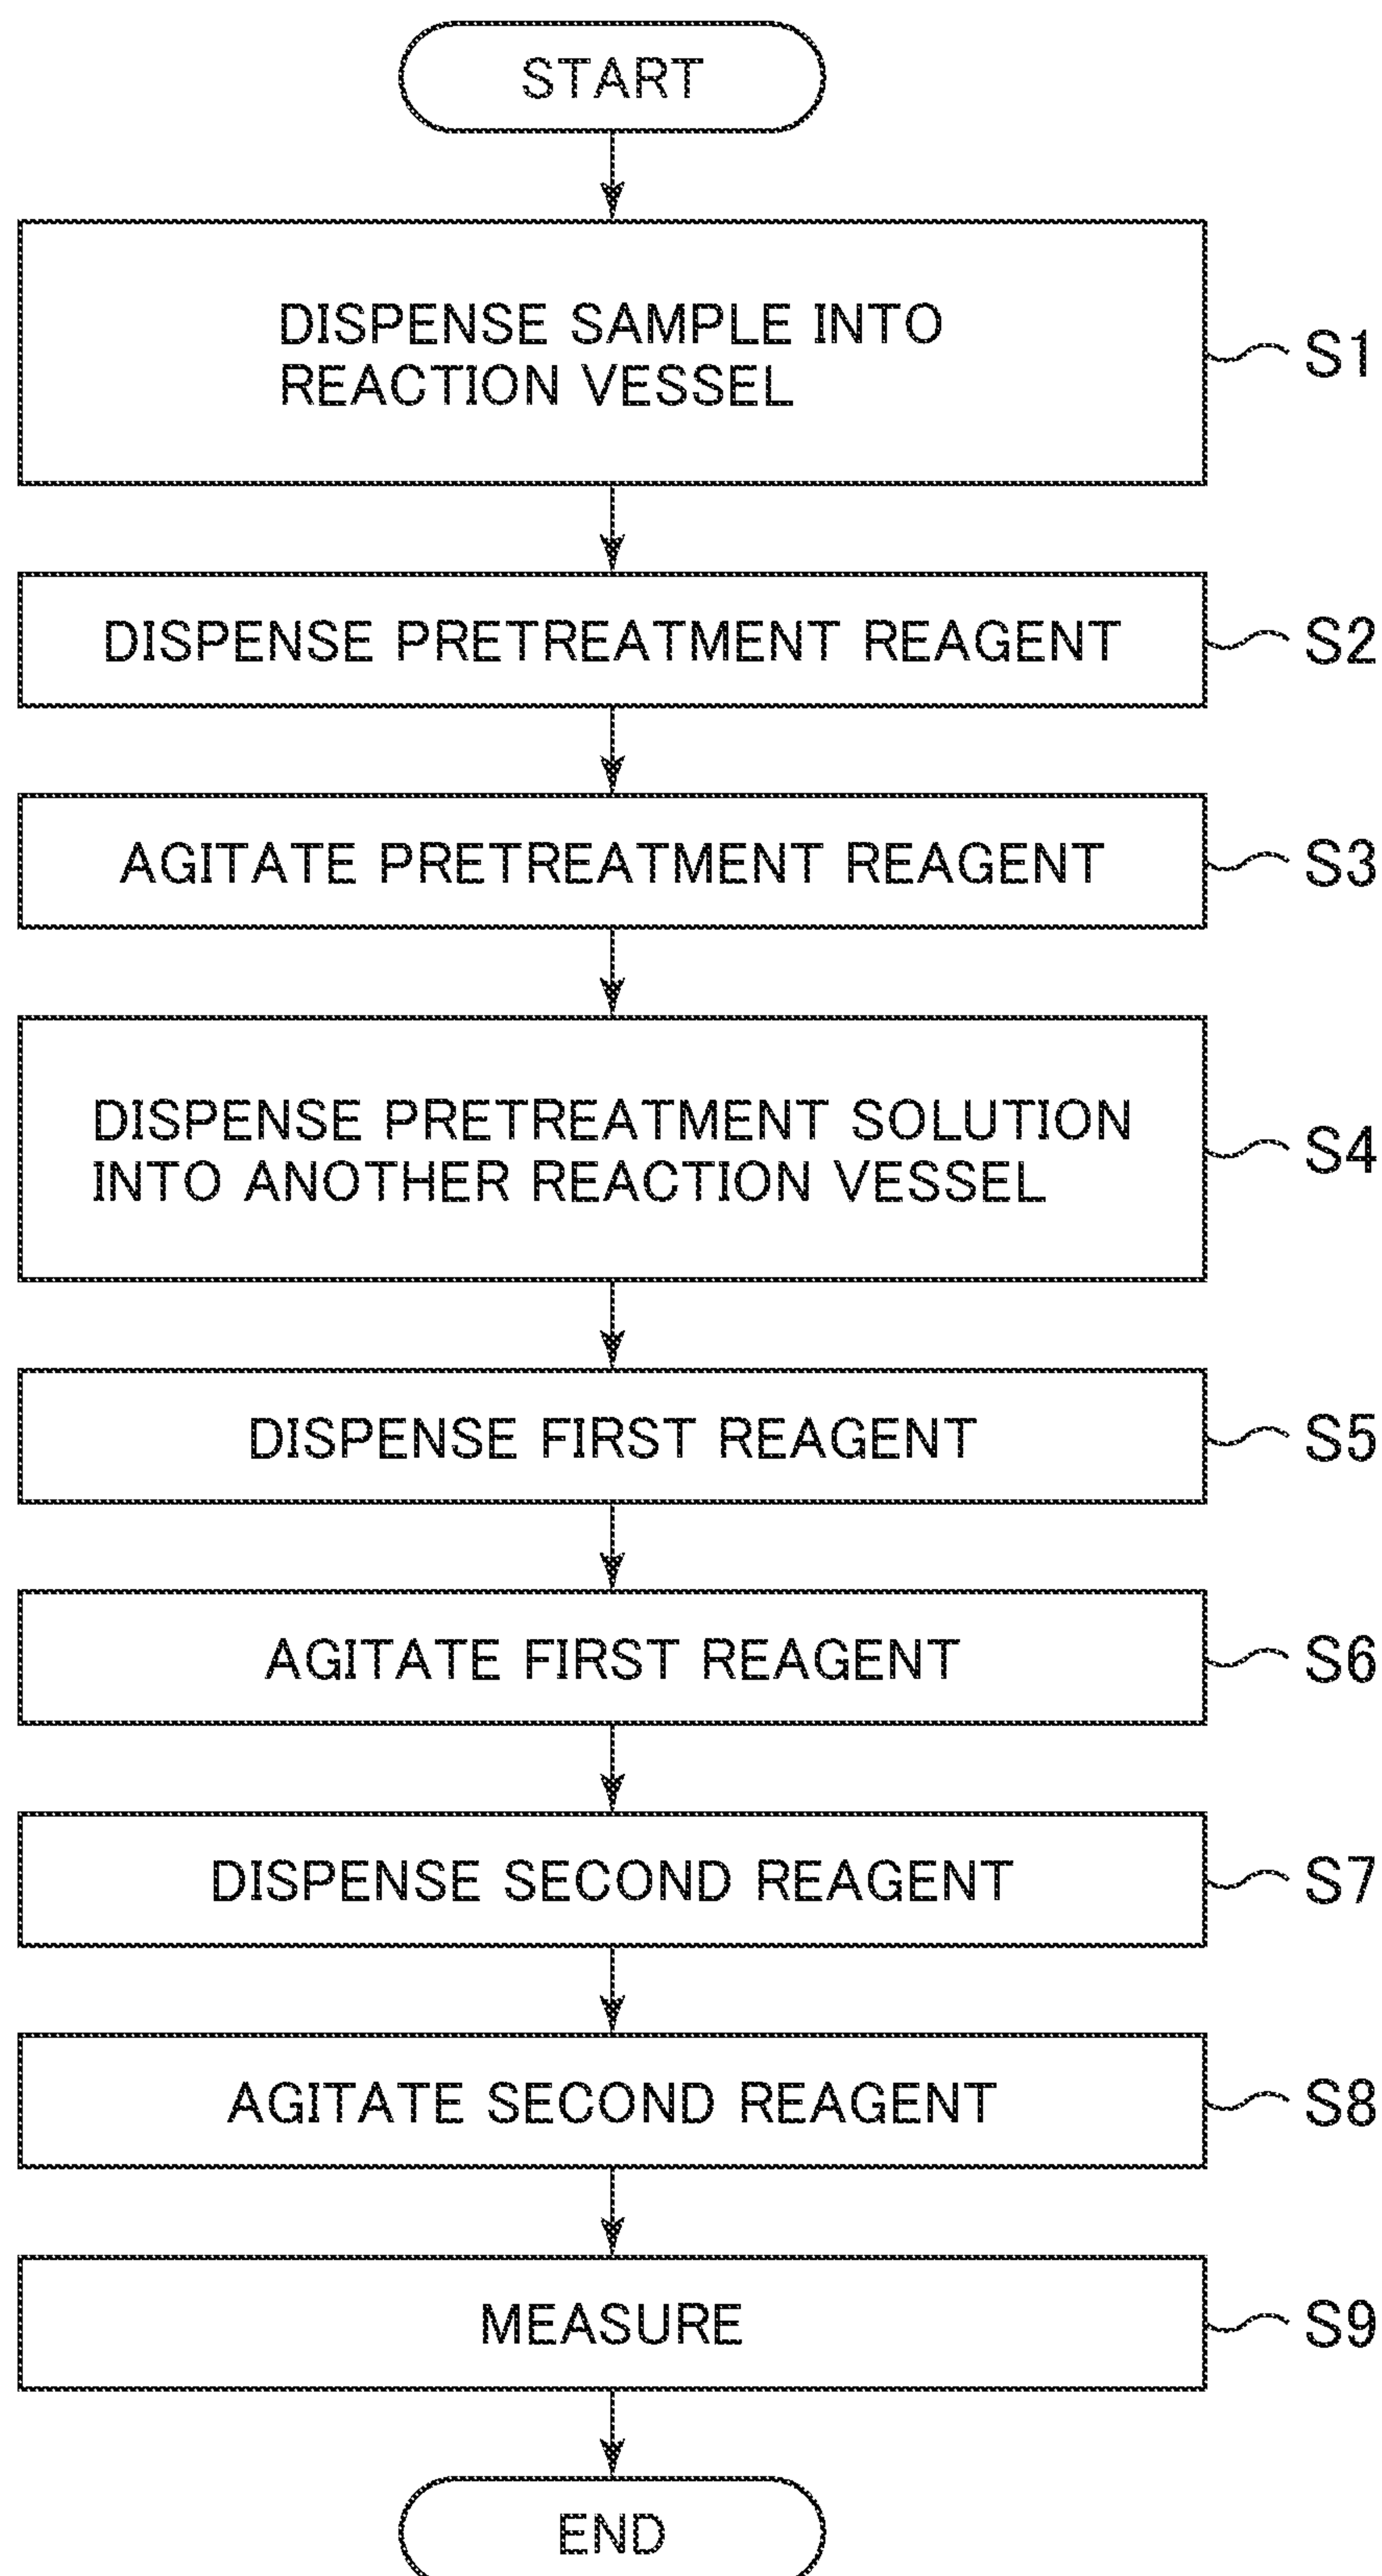 START
DISPENSE SAMPLE INTO
REACTION VESSEL
S1
DISPENSE PRETREATMENT REAGENT
S2
AGITATE PRETREATMENT REAGENT
S3
DISPENSE PRETREATMENT SOLUTION
INTO ANOTHER REACTION VESSEL
S4
DISPENSE FIRST REAGENT
S5
AGITATE FIRST REAGENT
S6
DISPENSE SECOND REAGENT
S7
AGITATE SECOND REAGENT
S8
MEASURE
S9
END